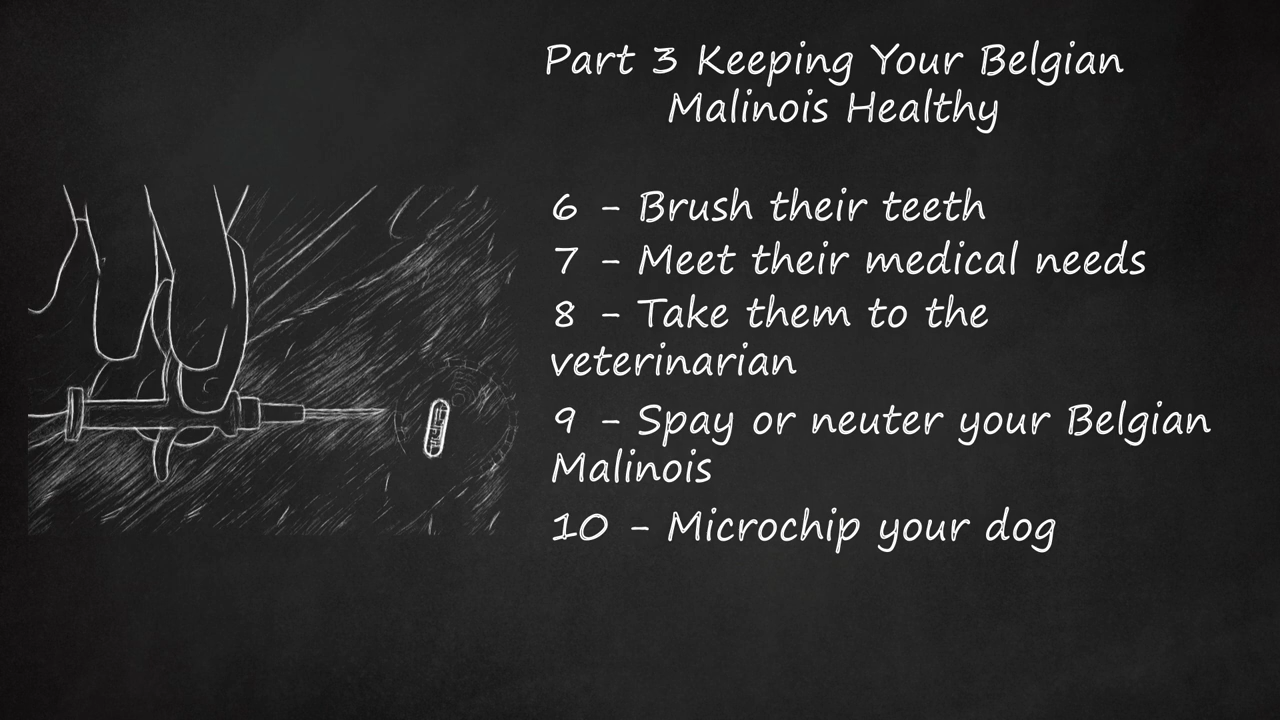 Part 3 Keeping Your Belgian
Malinois Healthy
6 - Brush their teeth
7 - Meet their medical needs
8 - Take them to the
veterinarian
9 - Spay or neuter your Belgian
Malinois
10 - Microchip your dog